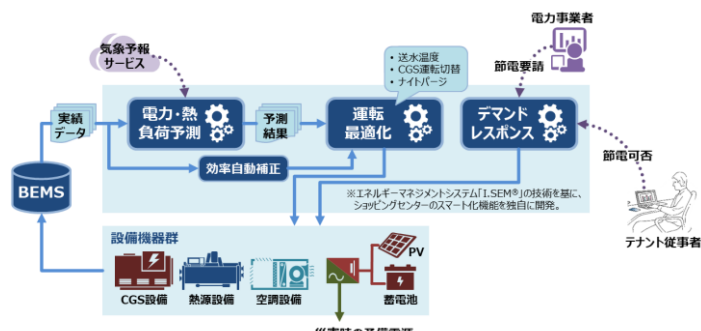 電力事業者
気象予報
サービス
節電要請
・送水温度
・CGS運転切替
・ナイトパージ
実績
データ
電力・熱
負荷予測
予測
結果
運転
最適化
デマンド
レスポンス
節電可否
効率自動補正
BEMS
※エネルギーマネジメントシステム「I.SEM®」の技術を基に、
ショッピングセンターのスマート化機能を独自に開発。
テナント従事者
設備機器群
PV
CGS設備
熱源設備
空調設備
蓄電池